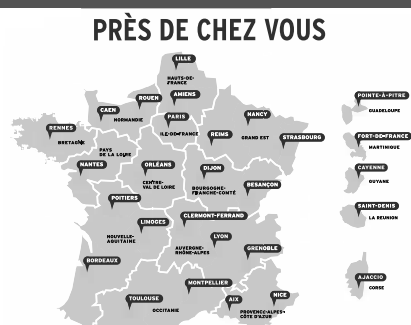 PRÈS DE CHEZ VOUS
LILLE
HAUTS-DE-
FRANCE
AMIENS
ROUEN
CAEN
NORMANDIE
PARIS
ILE-DE-FRANCE
REIMS
NANCY
GRAND EST
STRASBOURG
RENNES
BRETAGNE
PAYS
DE LA LOIRE
NANTES
ORLÉANS
CENTRE-
VAL DE LOIRE
DIJON
BOURGOGNE-
FRANCHE-COMTÉ
BESANÇON
POITIERS
LIMOGES
NOUVELLE-
AQUITAINE
CLERMONT-FERRAND
LYON
AUVERGNE-
RHÔNE-ALPES
GRENOBLE
BORDEAUX
MONTPELLIER
TOULOUSE
OCCITANIE
AIX
NICE
PROVENCE-ALPES-
CÔTE D'AZUR
POINTE-À-PITRE
GUADELOUPE
FORT-DE-FRANCE
MARTINIQUE
CAYENNE
GUYANE
SAINT-DENIS
LA REUNION
AJACCIO
CORSE